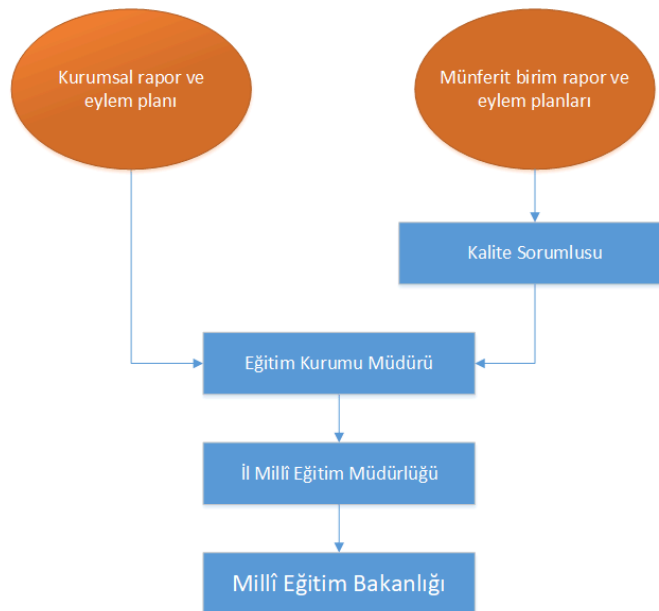 Kurumsal rapor ve
eylem planı
Münferit birim rapor ve
eylem planları
Kalite Sorumlusu
Eğitim Kurumu Müdürü
İl Millî Eğitim Müdürlüğü
Millî Eğitim Bakanlığı